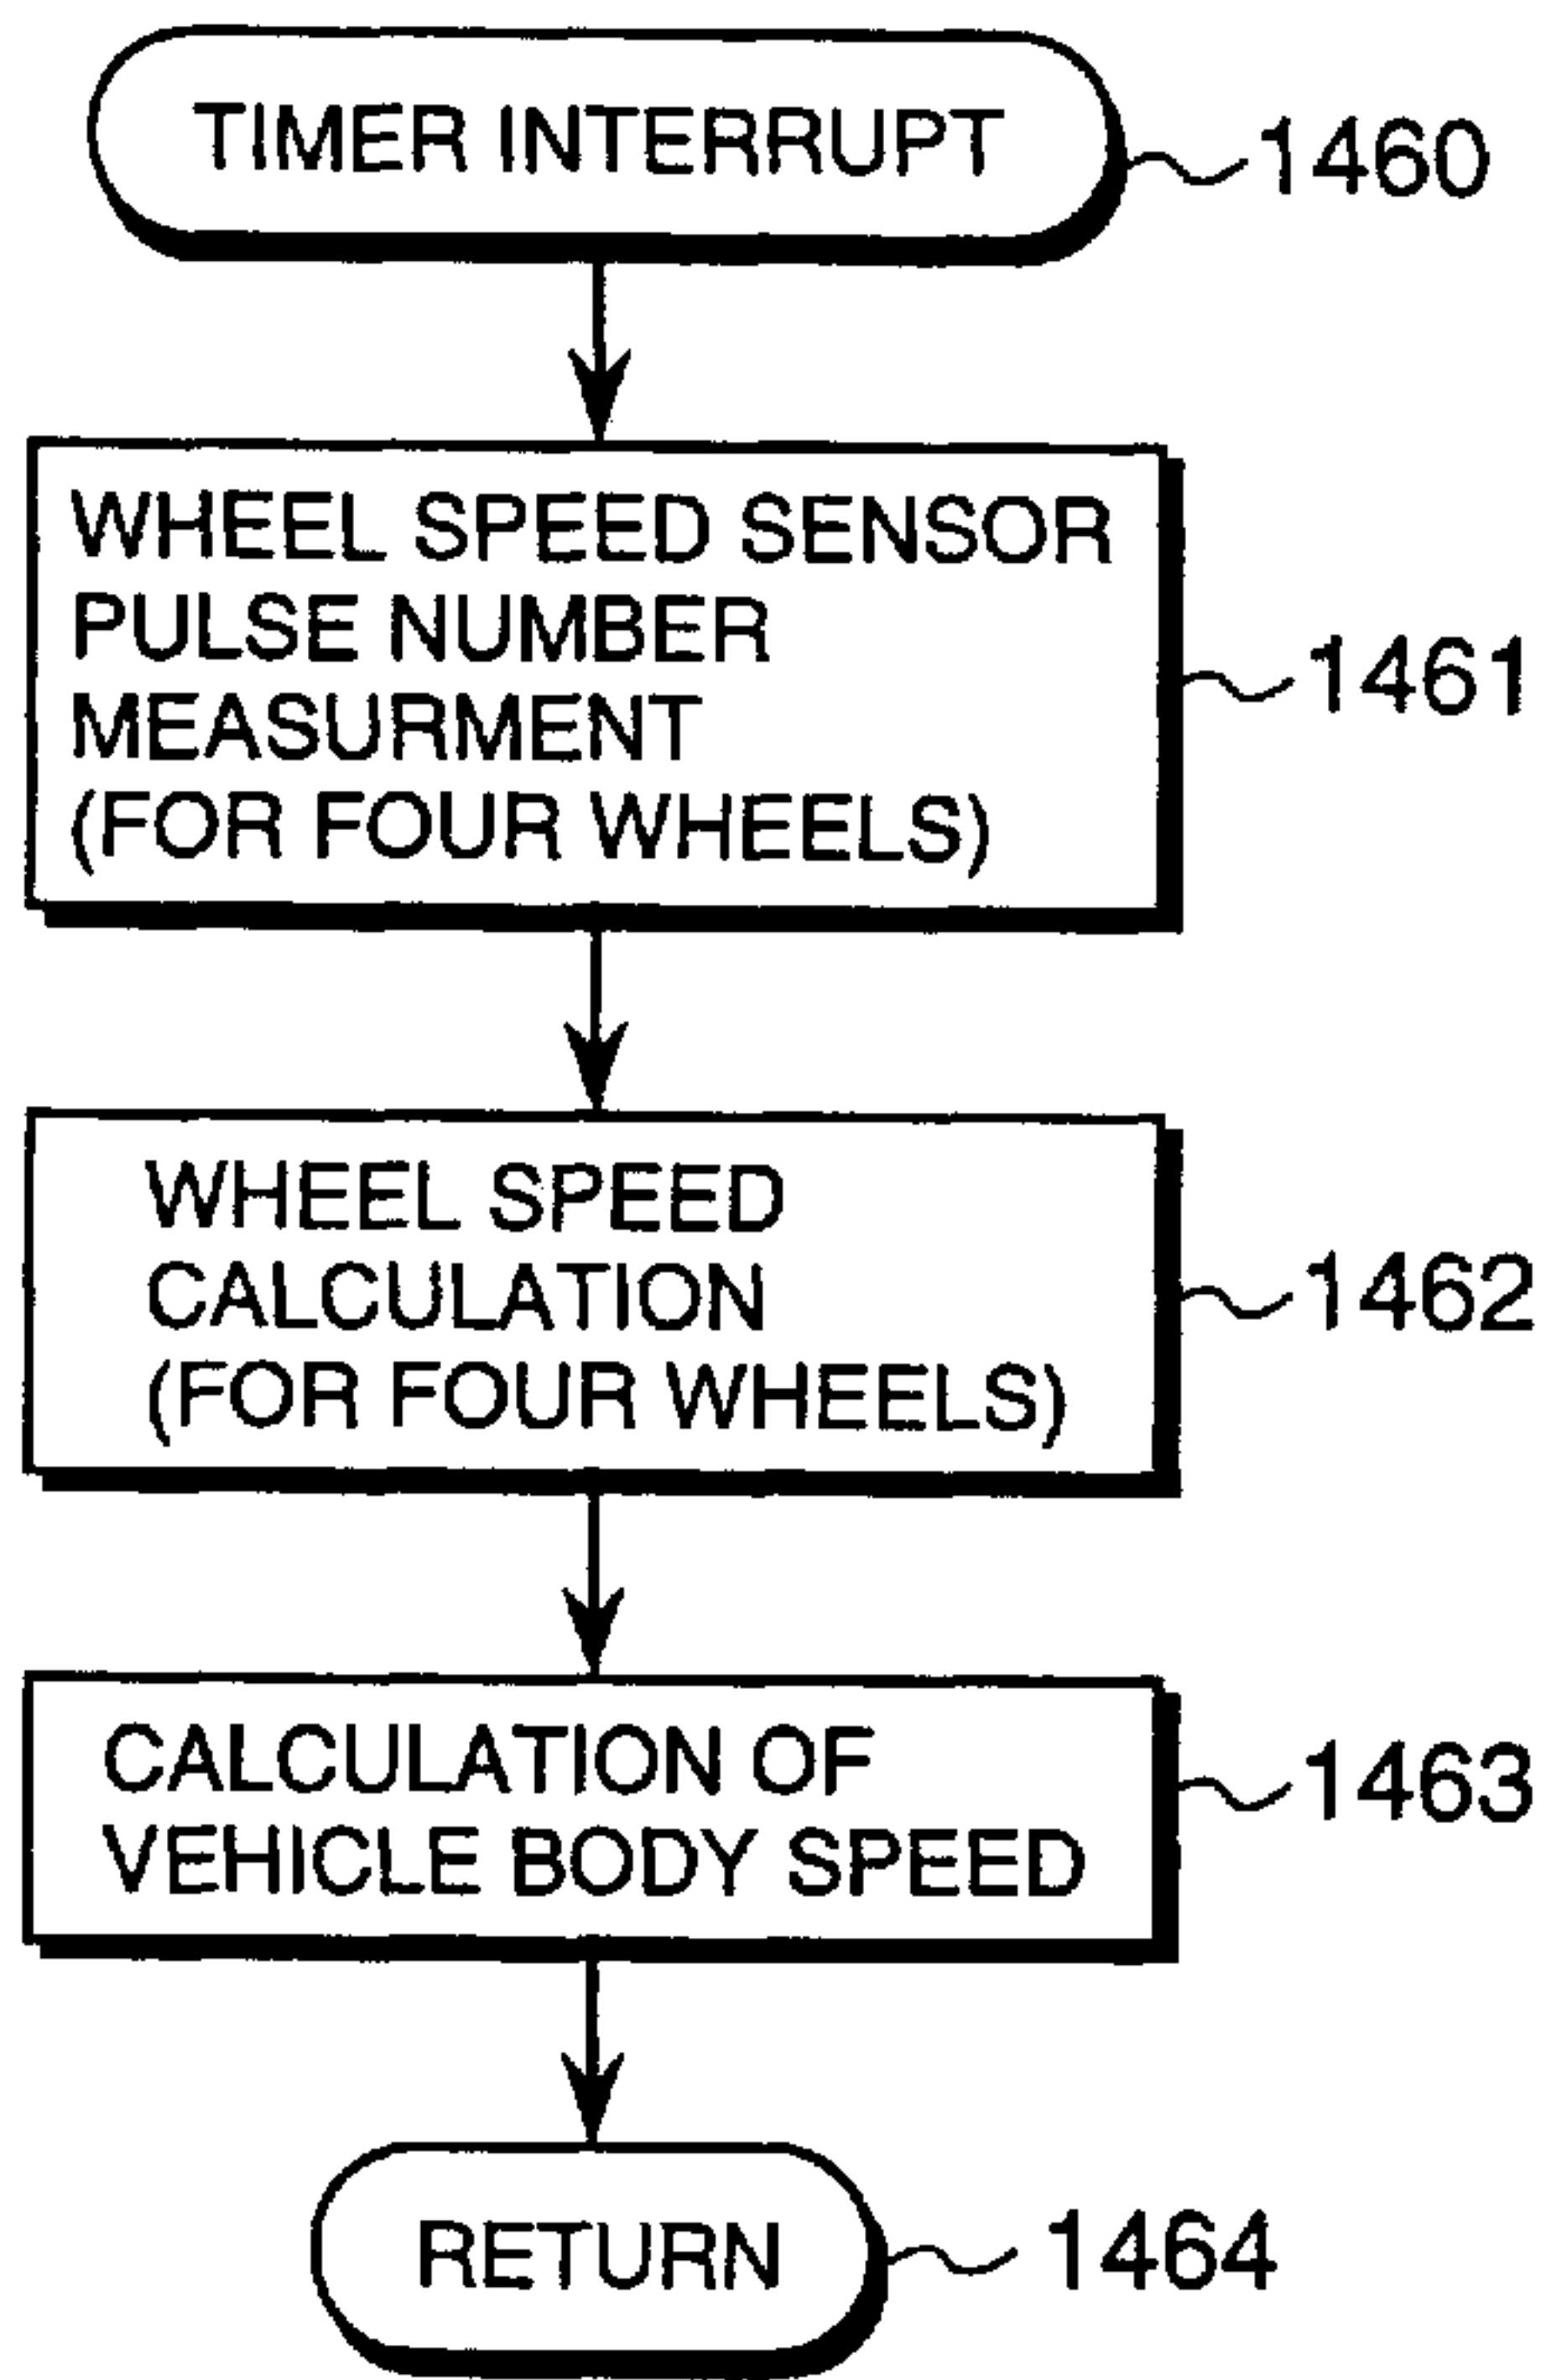 TIMER INTERRUPT
1460
WHEEL SPEED SENSOR
PULSE NUMBER
MEASURMENT
(FOR FOUR WHEELS)
1461
WHEEL SPEED
CALCULATION
(FOR FOUR WHEELS)
1462
CALCULATION OF
VEHICLE BODY SPEED
1463
RETURN
1464